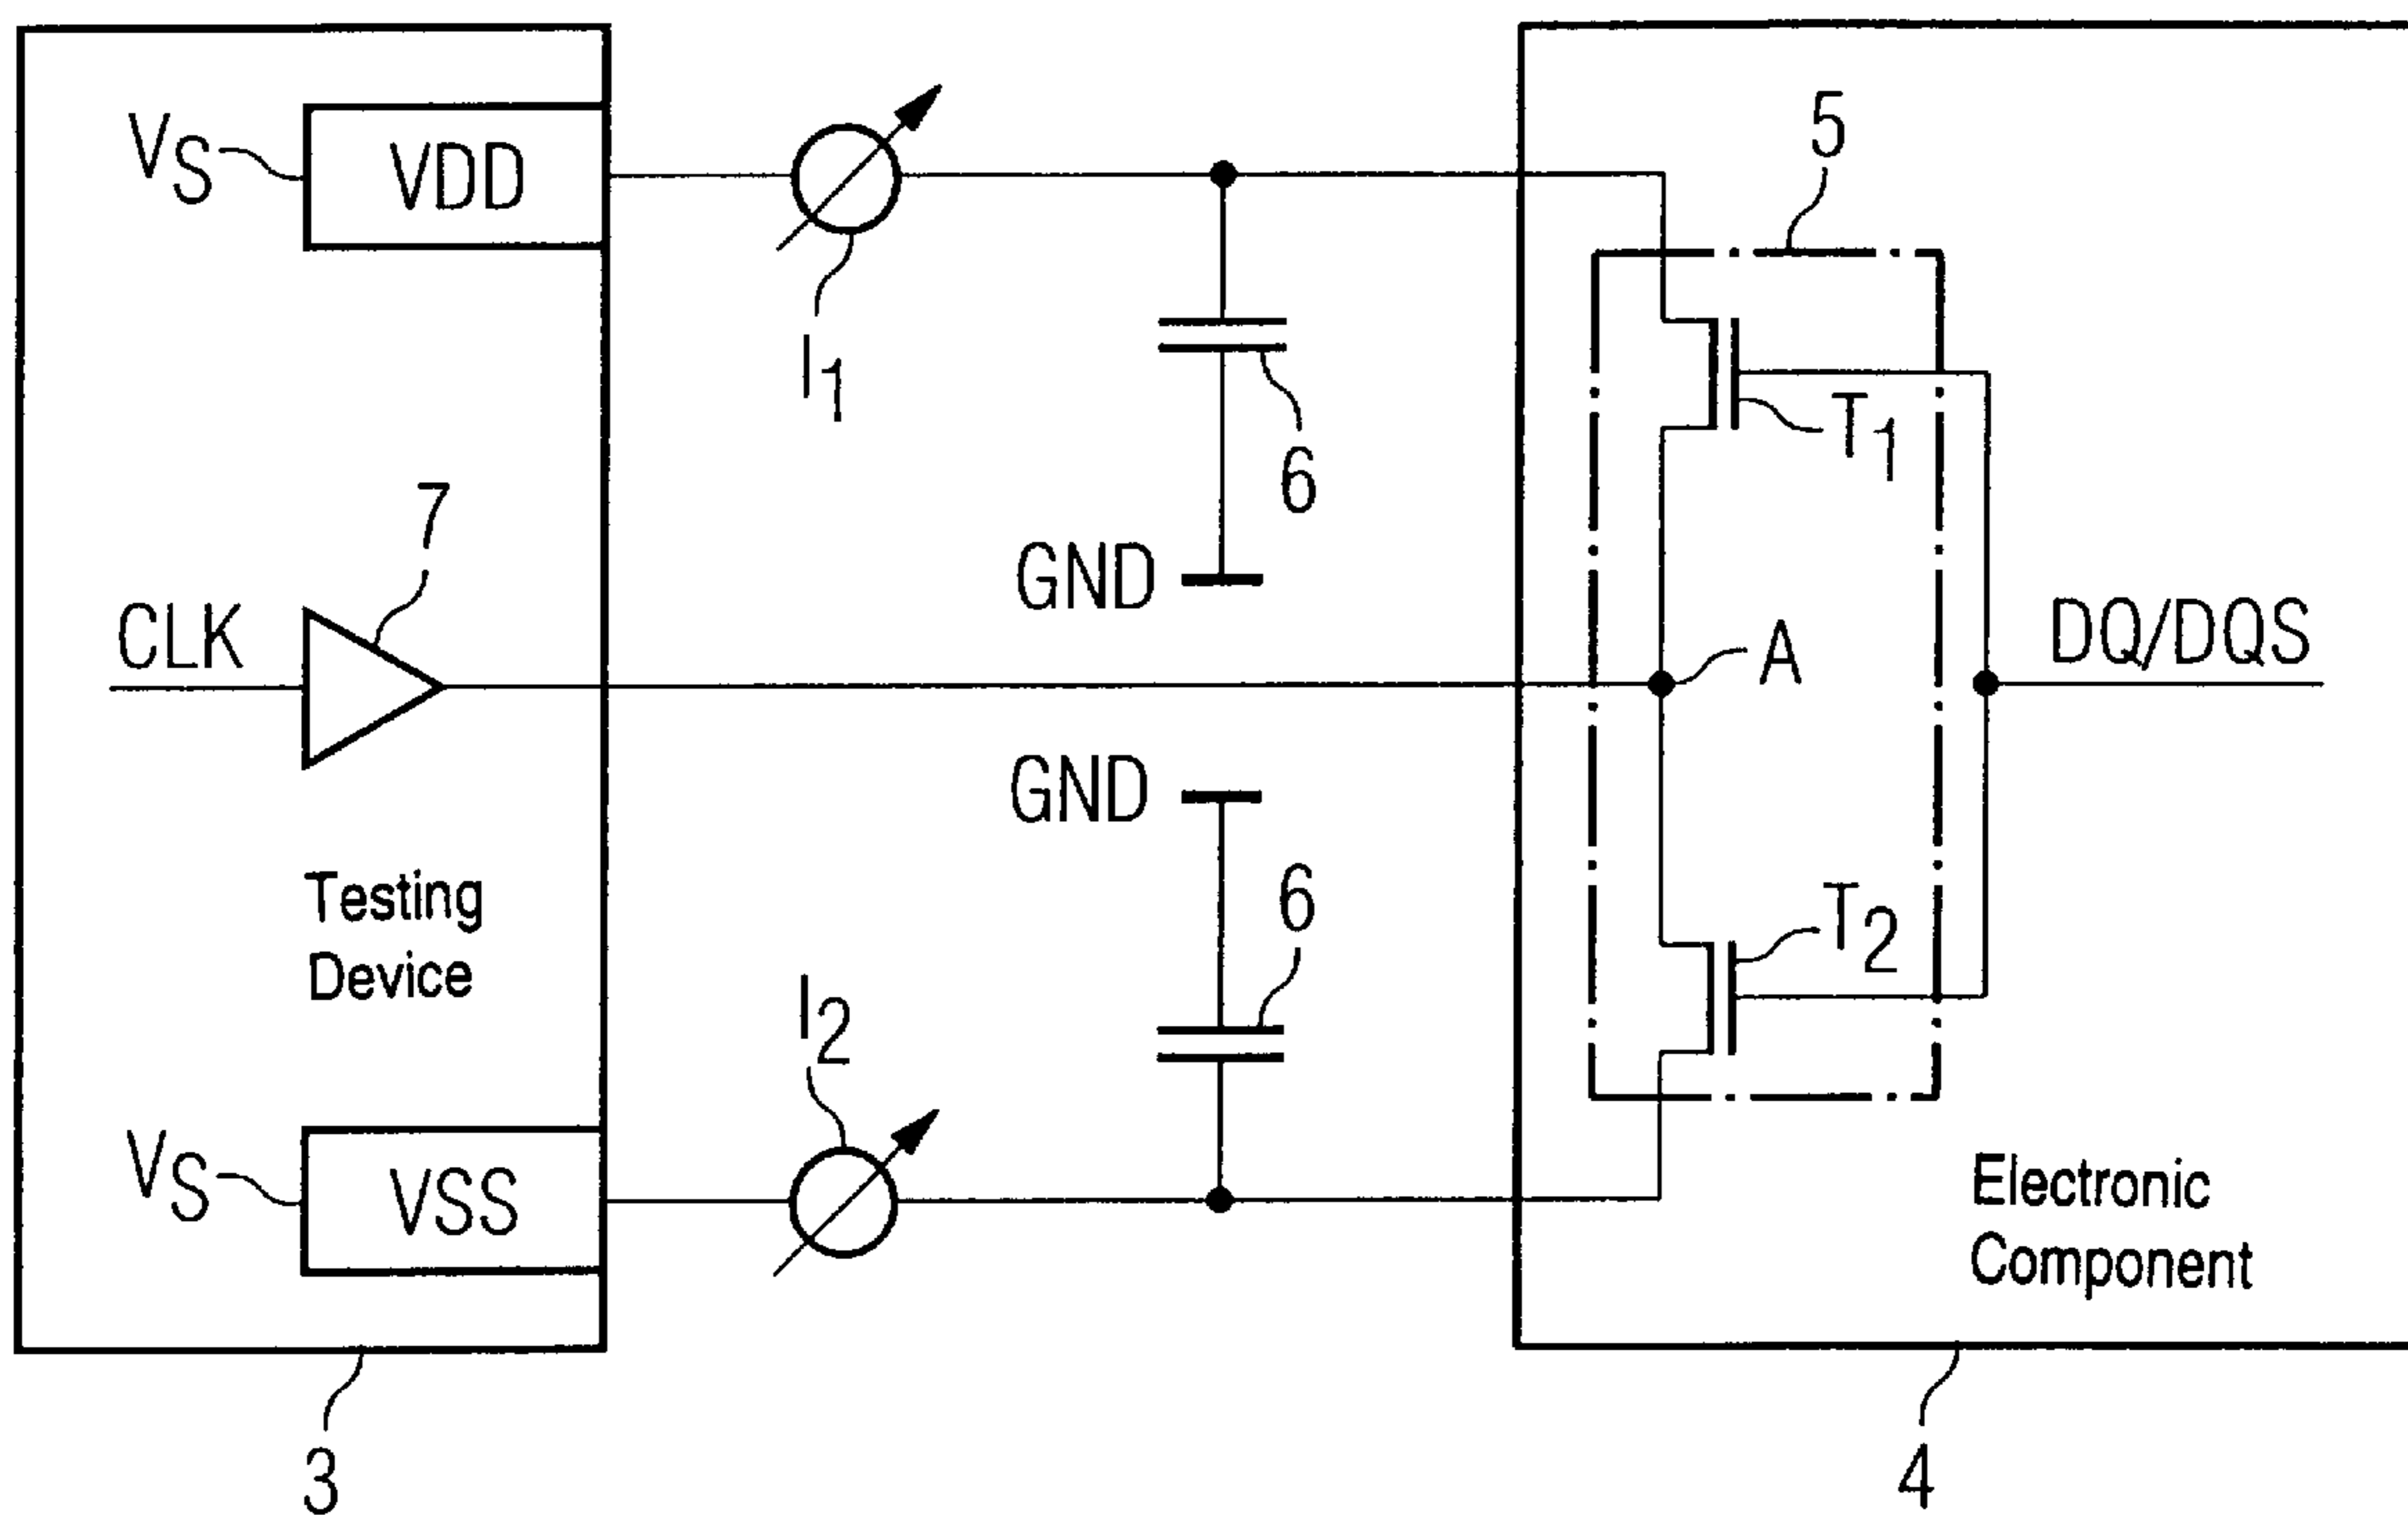 VS
VDD
I1
5
6
T1
GND
7
CLK
A
DQ/DQS
GND
Testing
Device
6
T2
I2
VS
VSS
Electronic
Component
3
4